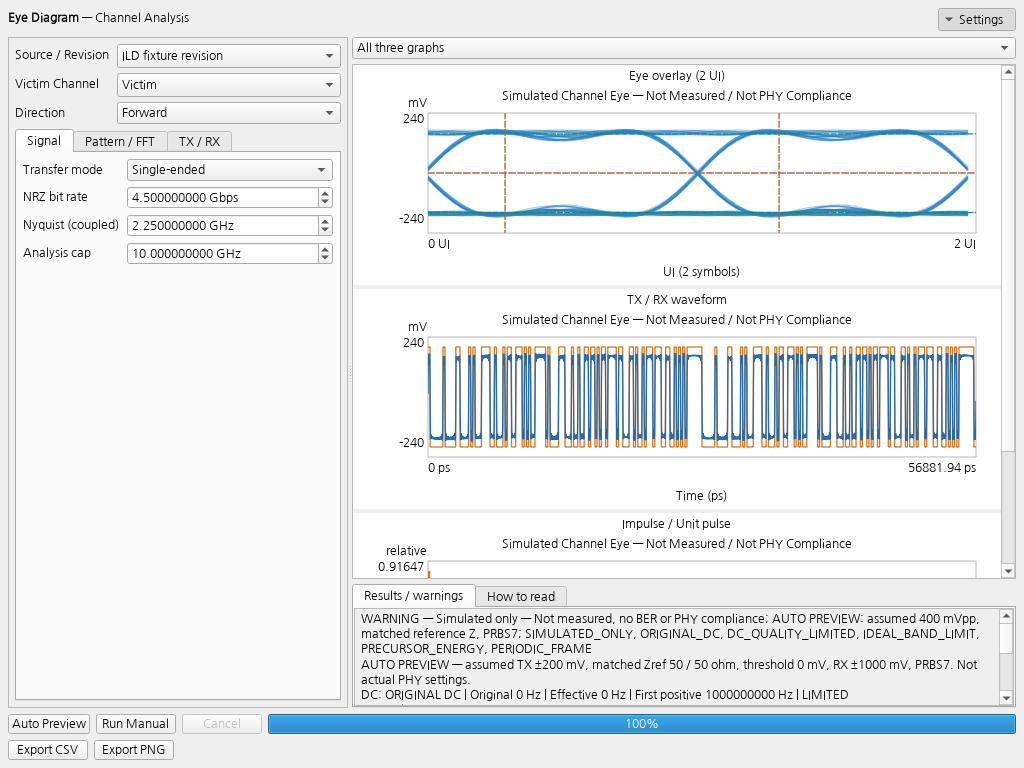 Eye Diagram — Channel Analysis
Settings
Source / Revision
ILD fixture revision
Victim Channel
Victim
Direction
Forward
Signal
Pattern / FFT
TX / RX
Transfer mode
Single-ended
NRZ bit rate
4.500000000 Gbps
Nyquist (coupled)
2.250000000 GHz
Analysis cap
10.000000000 GHz
All three graphs
Eye overlay (2 UI)
Simulated Channel Eye — Not Measured / Not PHY Compliance
mV
240
-240
0 UI
2 UI
UI (2 symbols)
TX / RX waveform
Simulated Channel Eye — Not Measured / Not PHY Compliance
mV
240
-240
0 ps
56881.94 ps
Time (ps)
Impulse / Unit pulse
Simulated Channel Eye — Not Measured / Not PHY Compliance
relative
0.91647
Results / warnings
How to read
WARNING — Simulated only — Not measured, no BER or PHY compliance; AUTO PREVIEW: assumed 400 mVpp,
matched reference Z, PRBS7; SIMULATED_ONLY, ORIGINAL_DC, DC_QUALITY_LIMITED, IDEAL_BAND_LIMIT,
PRECURSOR_ENERGY, PERIODIC_FRAME
AUTO PREVIEW — assumed TX ±200 mV, matched Zref 50 / 50 ohm, threshold 0 mV, RX ±1000 mV, PRBS7. Not
actual PHY settings.
DC: ORIGINAL DC | Original 0 Hz | Effective 0 Hz | First positive 1000000000 Hz | LIMITED
Auto Preview
Run Manual
Cancel
100%
Export CSV
Export PNG